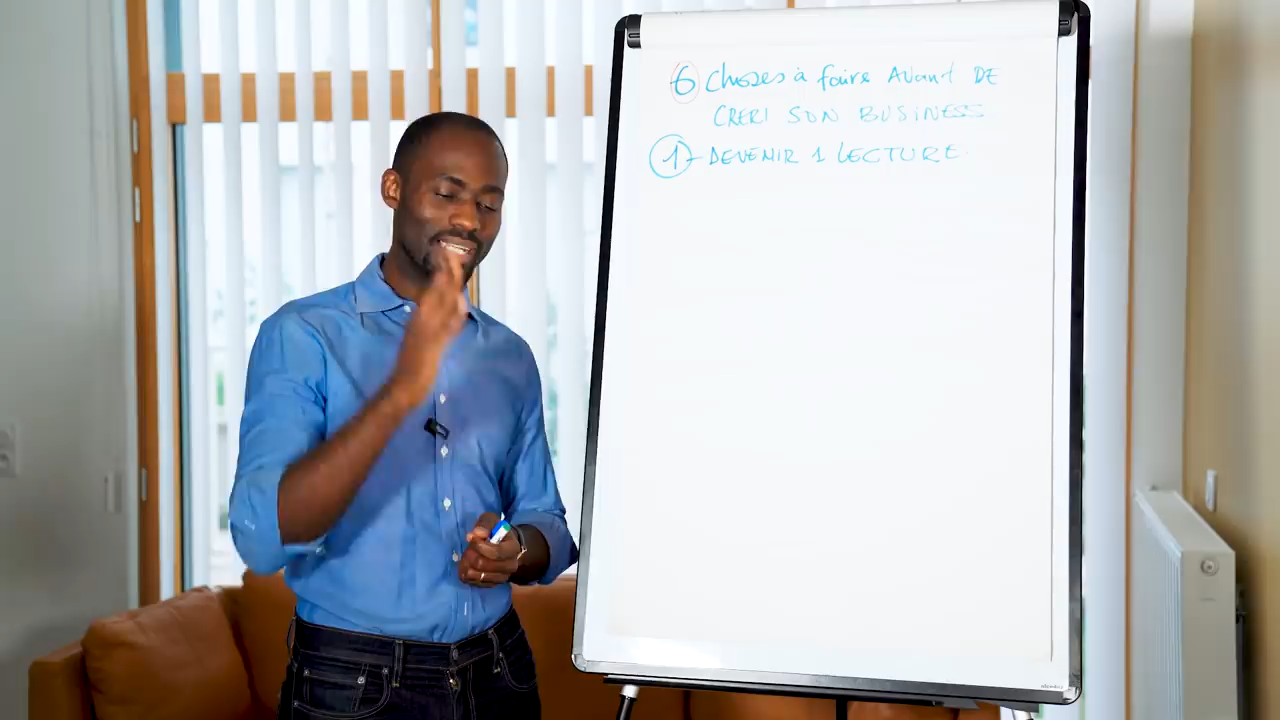 6 choses à faire AVANT DE
CRERI SON BUSINESS
1 - DEVENIR 1 LECTURE.